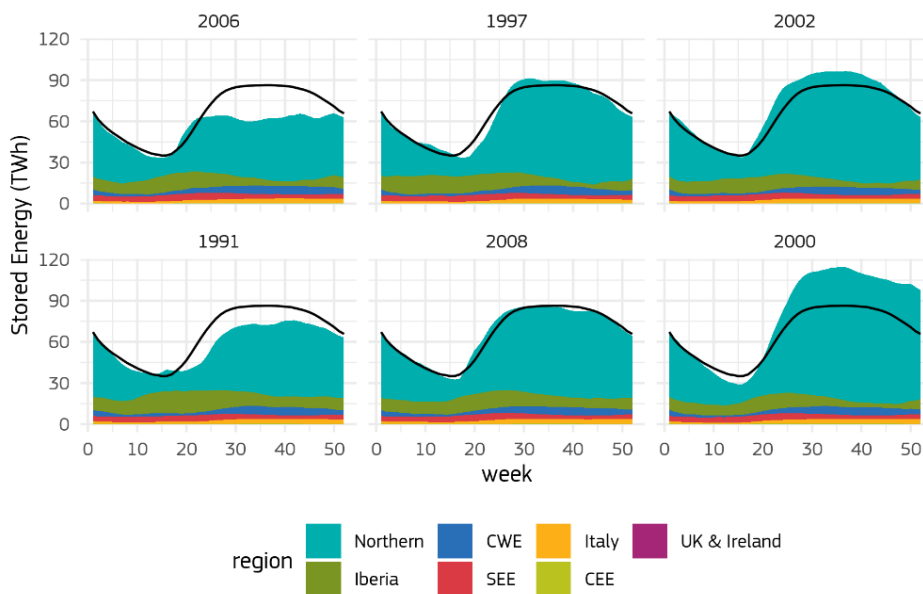 2006 1997 2002
120
90
60
30
0
1991 2008 2000
120
90
60
30
0
0 10 20 30 40 50 0 10 20 30 40 50 0 10 20 30 40 50
Stored Energy (TWh)
week
region
Northern CWE Italy UK & Ireland
Iberia SEE CEE